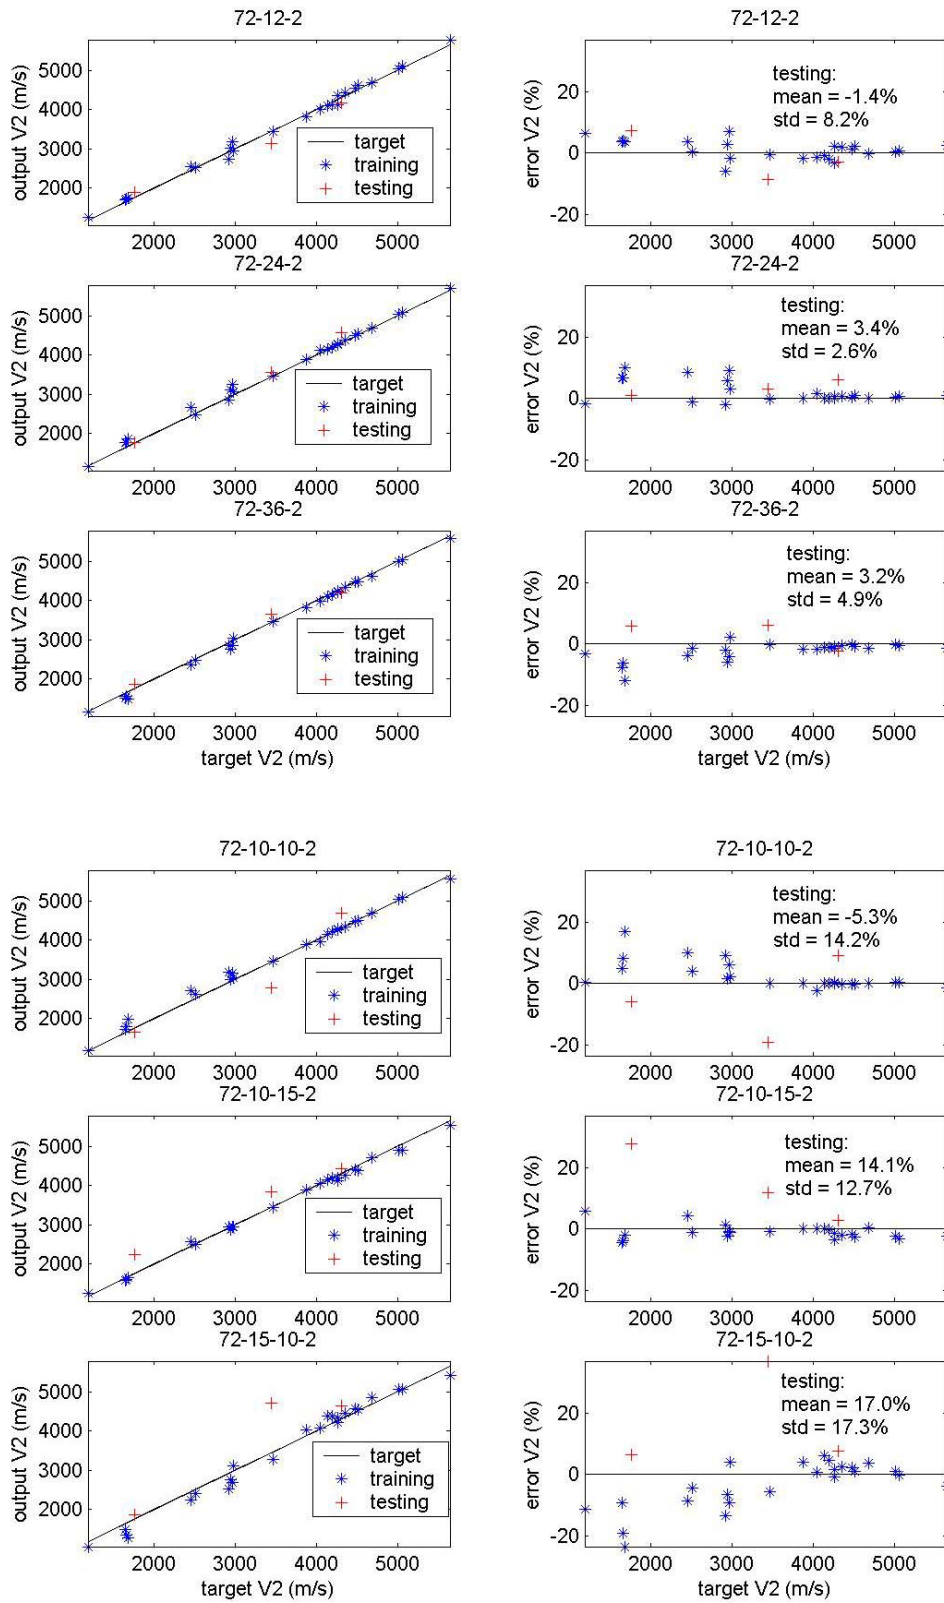 72-12-2
output V2 (m/s)
5000
4000
3000
2000
target
training
testing
2000 3000 4000 5000
72-12-2
error V2 (%)
20
0
-20
testing:
mean = -1.4%
std = 8.2%
2000 3000 4000 5000
72-24-2
output V2 (m/s)
5000
4000
3000
2000
target
training
testing
2000 3000 4000 5000
72-24-2
error V2 (%)
20
0
-20
testing:
mean = 3.4%
std = 2.6%
2000 3000 4000 5000
72-36-2
output V2 (m/s)
5000
4000
3000
2000
target
training
testing
2000 3000 4000 5000
target V2 (m/s)
72-36-2
error V2 (%)
20
0
-20
testing:
mean = 3.2%
std = 4.9%
2000 3000 4000 5000
target V2 (m/s)
72-10-10-2
output V2 (m/s)
5000
4000
3000
2000
target
training
testing
2000 3000 4000 5000
72-10-10-2
error V2 (%)
20
0
-20
testing:
mean = -5.3%
std = 14.2%
2000 3000 4000 5000
72-10-15-2
output V2 (m/s)
5000
4000
3000
2000
target
training
testing
2000 3000 4000 5000
72-10-15-2
error V2 (%)
20
0
-20
testing:
mean = 14.1%
std = 12.7%
2000 3000 4000 5000
72-15-10-2
output V2 (m/s)
5000
4000
3000
2000
target
training
testing
2000 3000 4000 5000
target V2 (m/s)
72-15-10-2
error V2 (%)
20
0
-20
testing:
mean = 17.0%
std = 17.3%
2000 3000 4000 5000
target V2 (m/s)